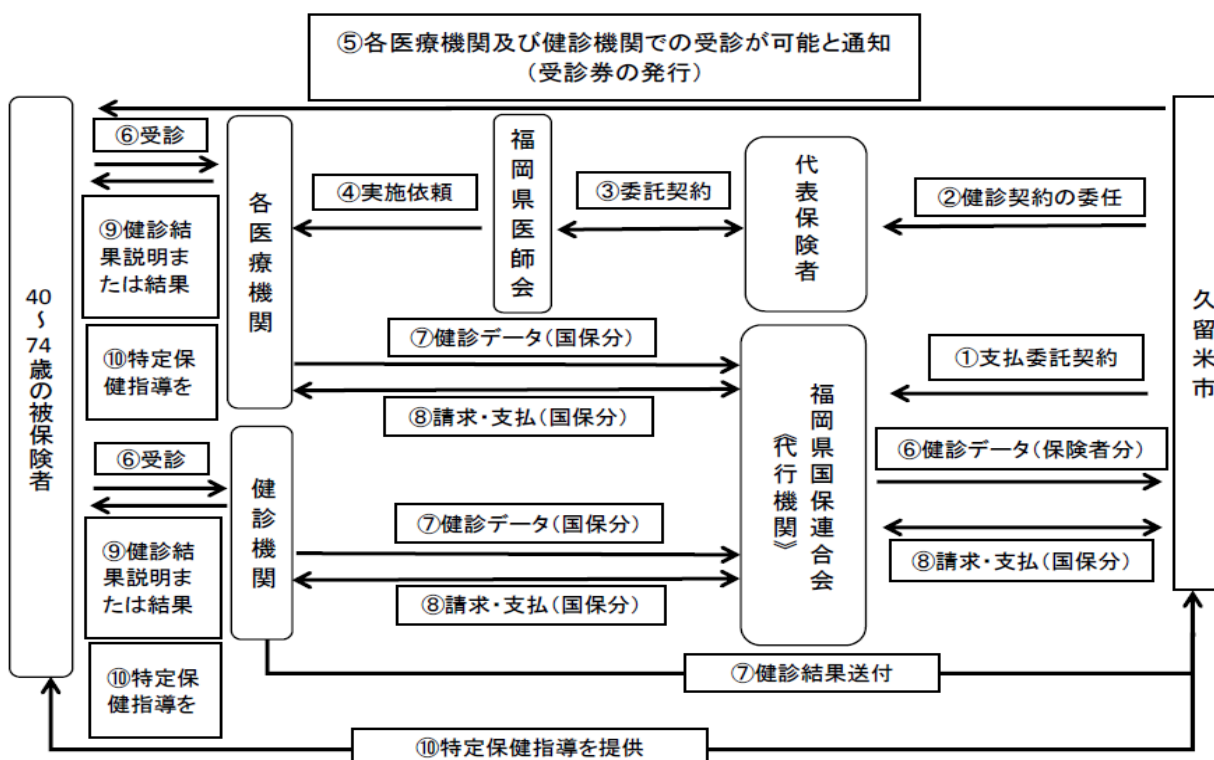 ⑤各医療機関及び健診機関での受診が可能と通知
(受診券の発行)
40～74歳の被保険者
⑥受診
⑨健診結
果説明ま
たは結果
⑩特定保
健指導を
各医療機関
④実施依頼
福岡県医師会
③委託契約
代表保険者
②健診契約の委任
久留米市
⑦健診データ(国保分)
⑧請求・支払(国保分)
①支払委託契約
福岡県国保連合会
《代行機関》
⑥健診データ(保険者分)
⑧請求・支払(国保分)
⑥受診
⑨健診結
果説明ま
たは結果
⑩特定保
健指導を
健診機関
⑦健診データ(国保分)
⑧請求・支払(国保分)
⑦健診結果送付
⑩特定保健指導を提供